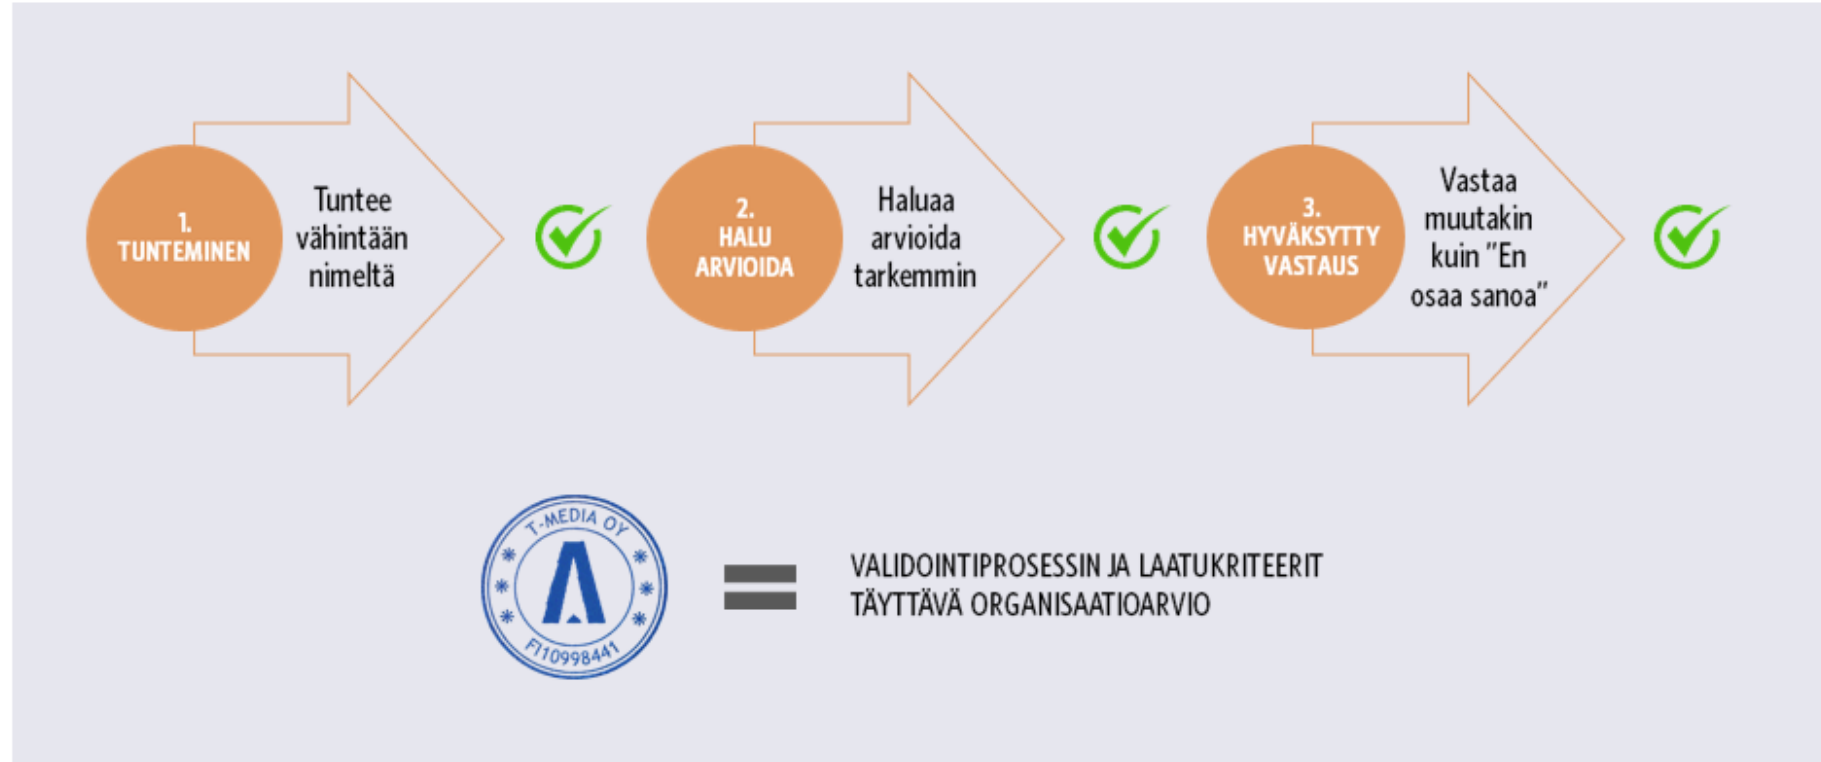 1.
TUNTEMINEN
Tuntee
vähintään
nimeltä
2.
HALU
ARVIOIDA
Haluaa
arvioida
tarkemmin
3.
HYVÄKSYTTY
VASTAUS
Vastaa
muutakin
kuin "En
osaa sanoa"
T-MEDIA OY
FI10998441
VALIDOINTIPROSESSIN JA LAATUKRITEERIT
TÄYTTÄVÄ ORGANISAATIOARVIO